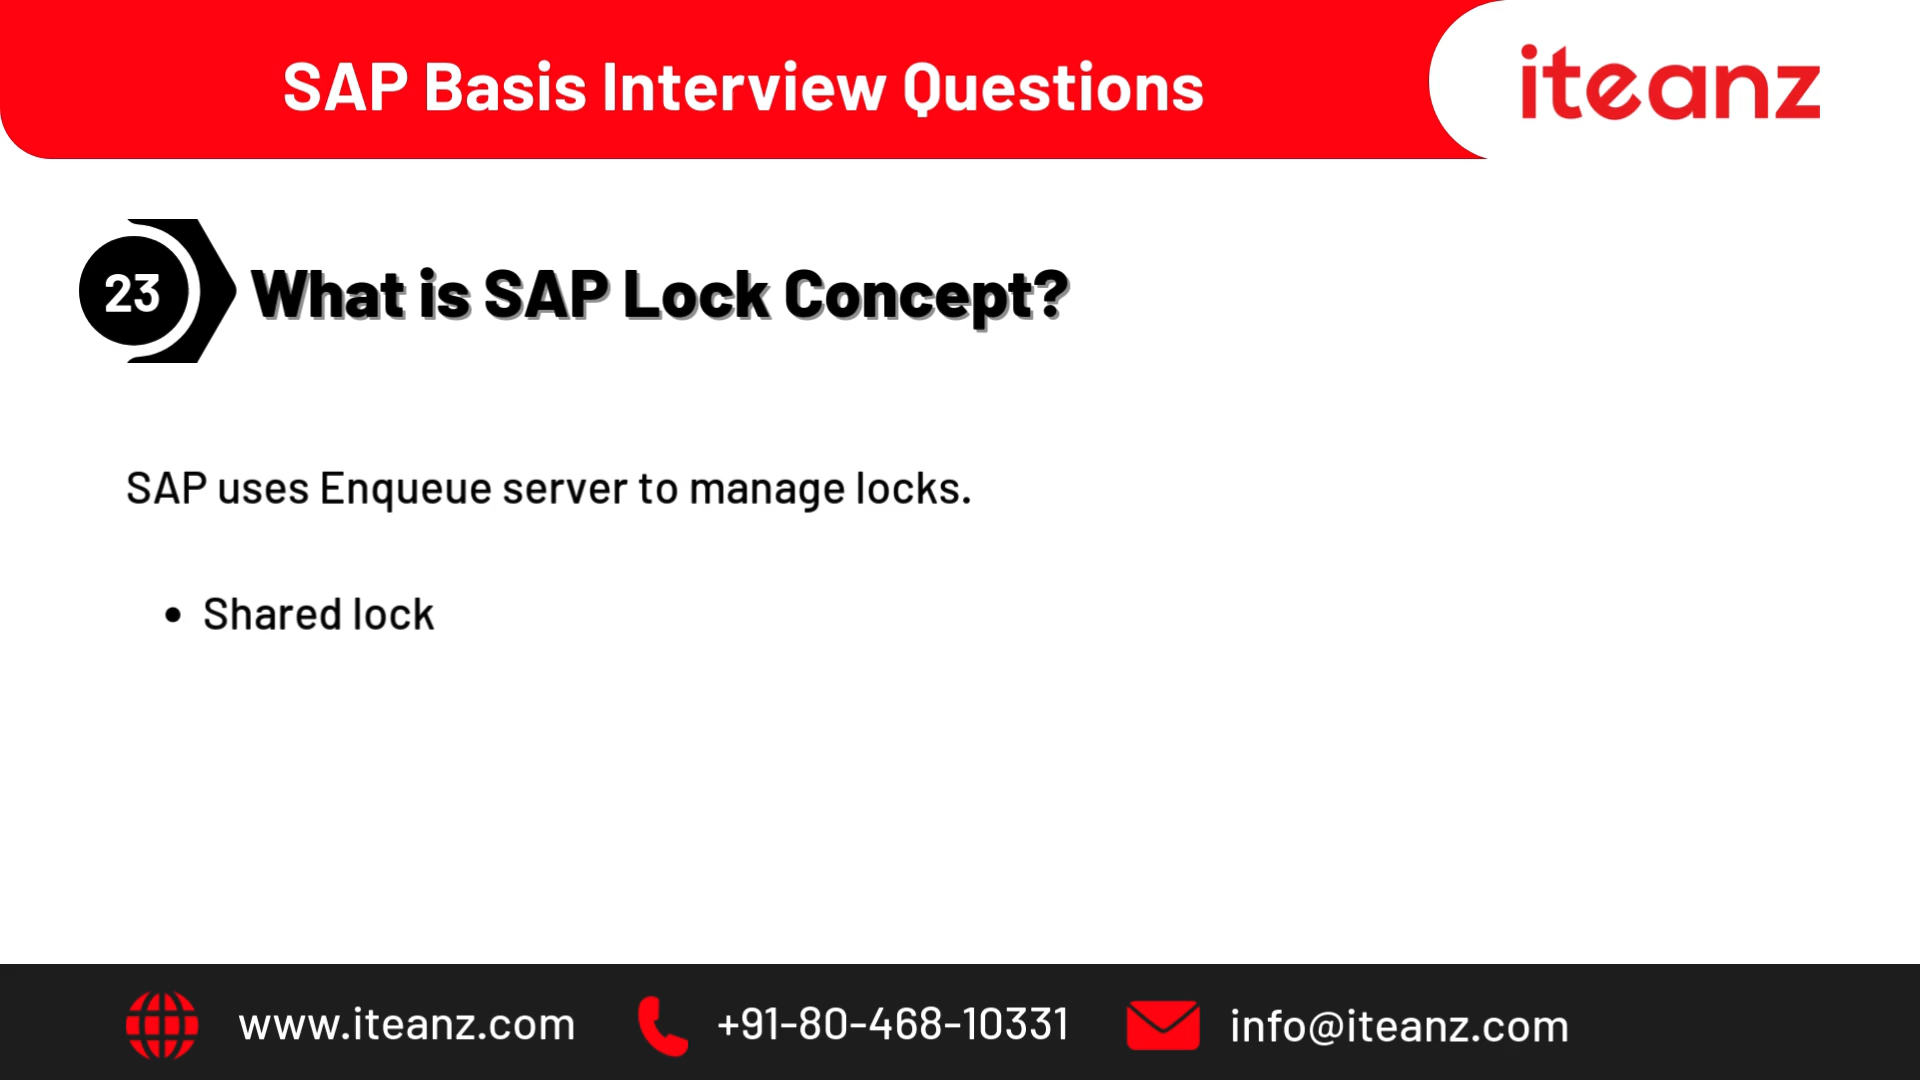 SAP Basis Interview Questions
iteanz
23
What is SAP Lock Concept?
SAP uses Enqueue server to manage locks.
• Shared lock
www.iteanz.com
+91-80-468-10331
info@iteanz.com